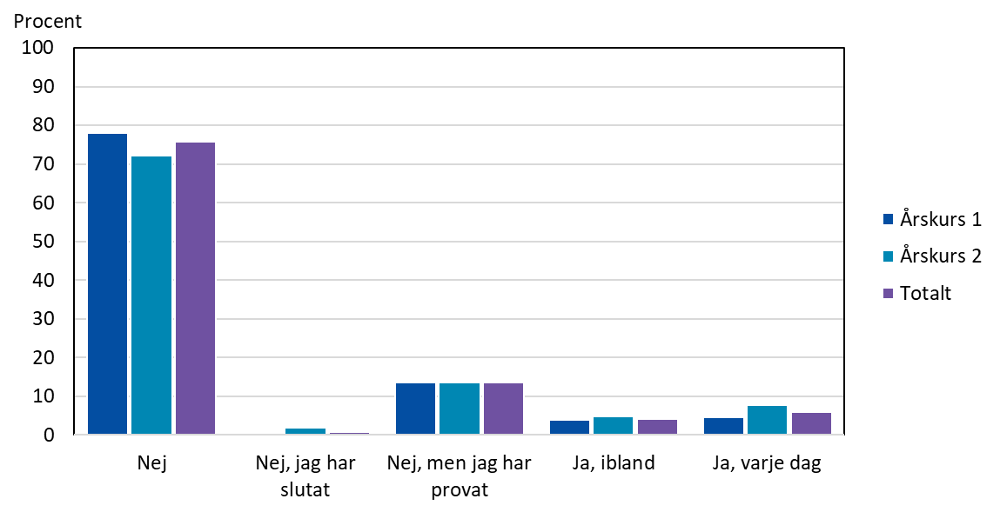 Procent
100
90
80
70
60
50
40
30
20
10
0
Nej
Nej, jag har
slutat
Nej, men jag har
provat
Ja, ibland
Ja, varje dag
Årskurs 1
Årskurs 2
Totalt